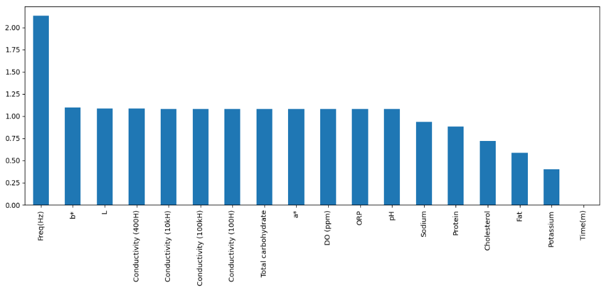 2.00
1.75
1.50
1.25
1.00
0.75
0.50
0.25
0.00
Freq(Hz)
b*
L
Conductivity (400H)
Conductivity (10kH)
Conductivity (100kH)
Conductivity (100H)
Total carbohydrate
a*
DO (ppm)
ORP
pH
Sodium
Protein
Cholesterol
Fat
Potassium
Time(m)